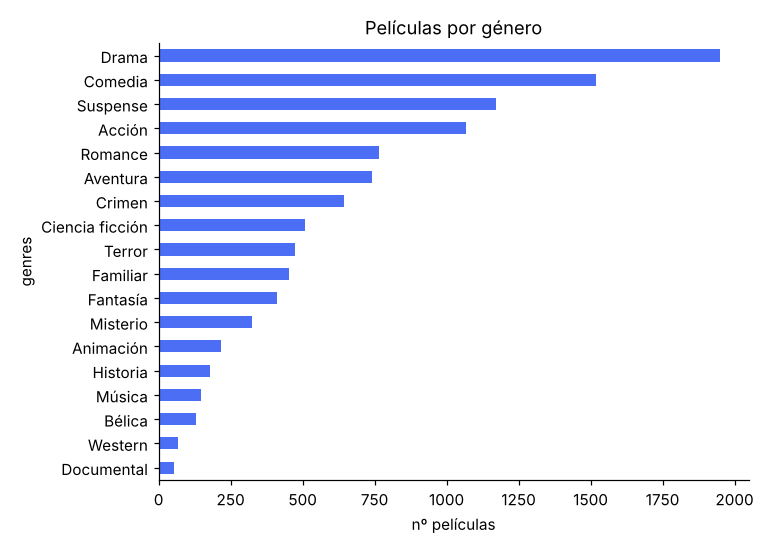 Películas por género
Drama
Comedia
Suspense
Acción
Romance
Aventura
Crimen
Ciencia ficción
Terror
Familiar
Fantasía
Misterio
Animación
Historia
Música
Bélica
Western
Documental
genres
0 250 500 750 1000 1250 1500 1750 2000
nº películas